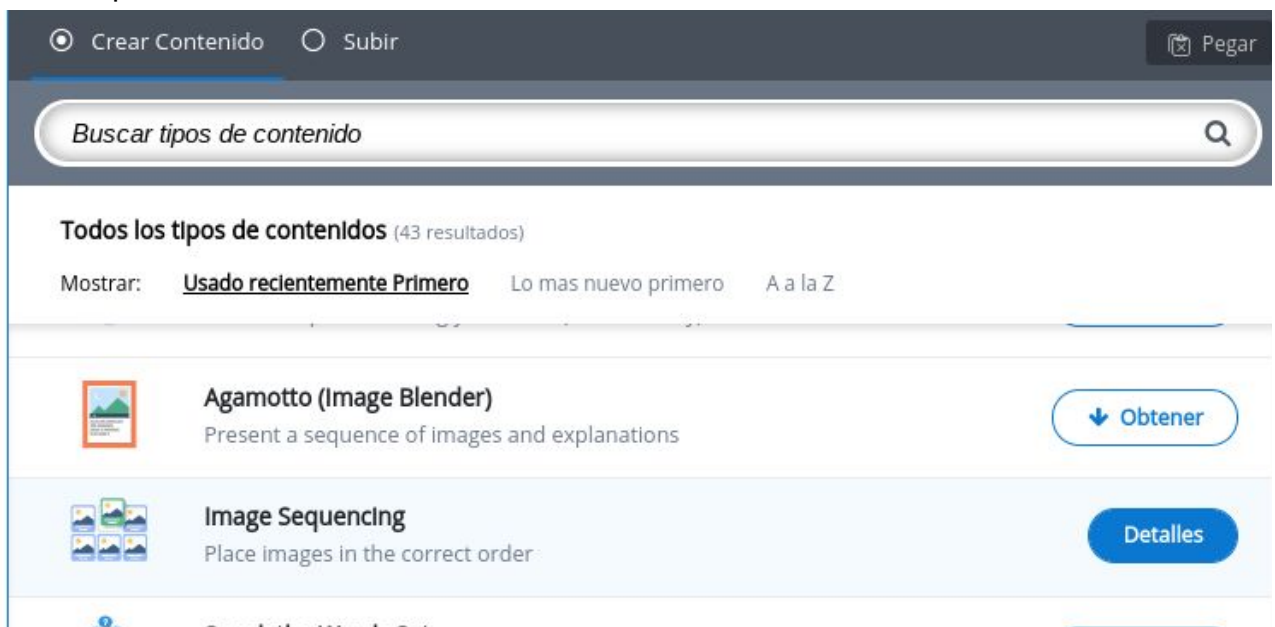 Crear Contenido Subir Pegar
Buscar tipos de contenido
Todos los tipos de contenidos (43 resultados)
Mostrar: Usado recientemente Primero Lo mas nuevo primero A a la Z
Agamotto (Image Blender)
Present a sequence of images and explanations
Obtener
Image Sequencing
Place images in the correct order
Detalles